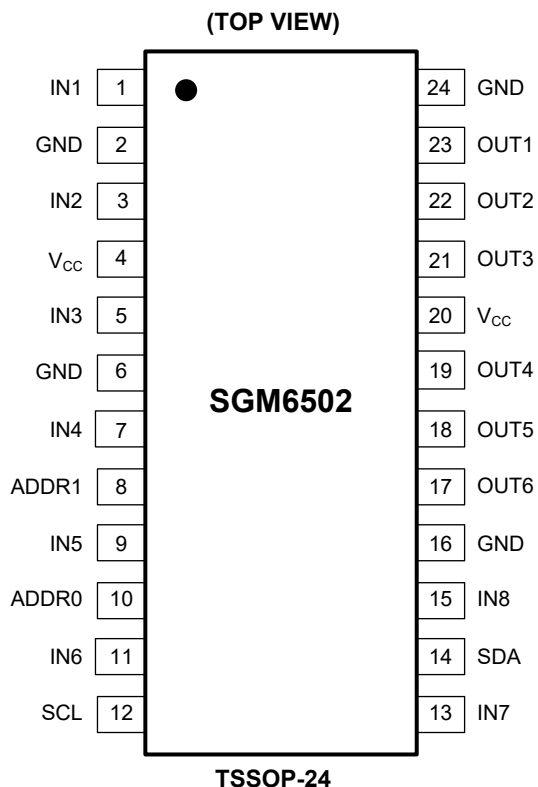 (TOP VIEW)
IN1 1 24 GND
GND 2 23 OUT1
IN2 3 22 OUT2
VCC 4 21 OUT3
IN3 5 20 VCC
GND 6 19 OUT4
SGM6502
IN4 7 18 OUT5
ADDR1 8 17 OUT6
IN5 9 16 GND
ADDR0 10 15 IN8
IN6 11 14 SDA
SCL 12 13 IN7
TSSOP-24